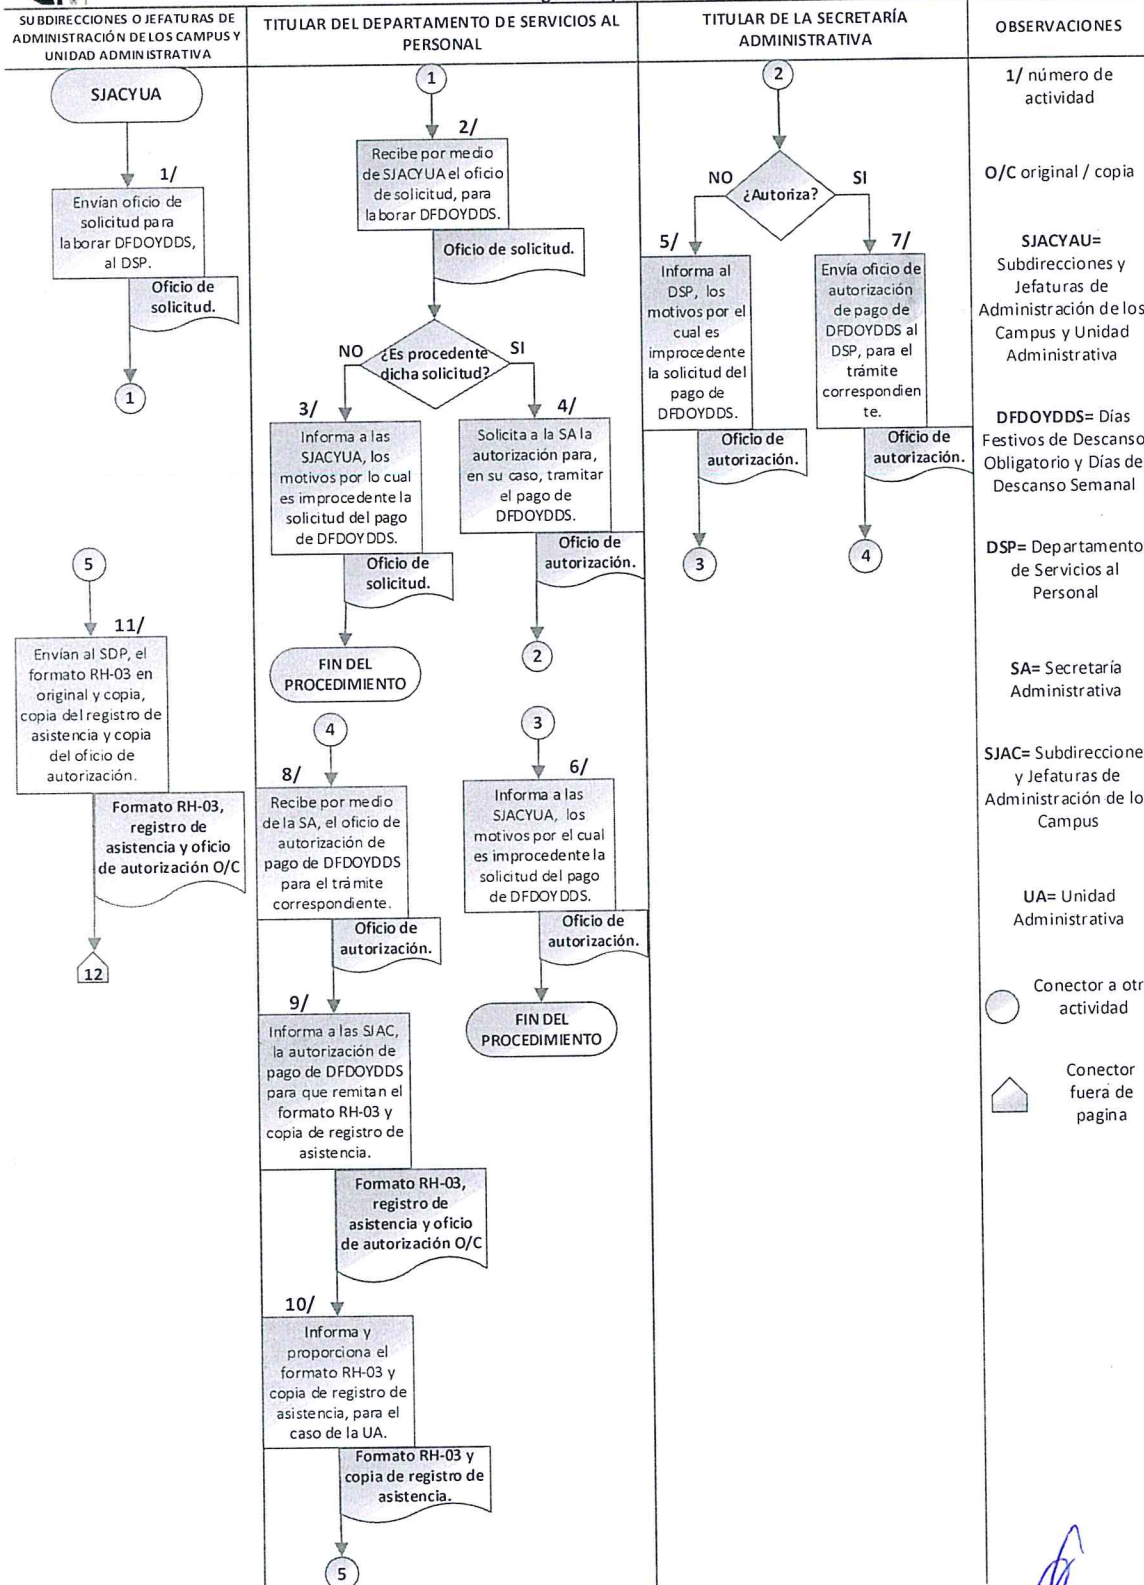 SUBDIRECCIONES O JEFATURAS DE
ADMINISTRACIÓN DE LOS CAMPUS Y
UNIDAD ADMINISTRATIVA
TITULAR DEL DEPARTAMENTO DE SERVICIOS AL
PERSONAL
TITULAR DE LA SECRETARÍA
ADMINISTRATIVA
OBSERVACIONES
SJACYUA
1/
Envían oficio de
solicitud para
laborar DFDOYDDS,
al DSP.
Oficio de
solicitud.
1
5
11/
Envían al SDP, el
formato RH-03 en
original y copia,
copia del registro de
asistencia y copia
del oficio de
autorización.
Formato RH-03,
registro de
asistencia y oficio
de autorización O/C
12
1
2/
Recibe por medio
de SJACYUA el oficio
de solicitud, para
laborar DFDOYDDS.
Oficio de solicitud.
¿Es procedente
dicha solicitud?
NO
SI
3/
Informa a las
SJACYUA, los
motivos por lo cual
es improcedente la
solicitud del pago
de DFDOYDDS.
Oficio de
solicitud.
FIN DEL
PROCEDIMIENTO
4/
Solicita a la SA la
autorización para,
en su caso, tramitar
el pago de
DFDOYDDS.
Oficio de
autorización.
2
4
8/
Recibe por medio
de la SA, el oficio de
autorización de
pago de DFDOYDDS
para el trámite
correspondiente.
Oficio de
autorización.
9/
Informa a las SJAC,
la autorización de
pago de DFDOYDDS
para que remitan el
formato RH-03 y
copia de registro de
asistencia.
Formato RH-03,
registro de
asistencia y oficio
de autorización O/C
10/
Informa y
proporciona el
formato RH-03 y
copia de registro de
asistencia, para el
caso de la UA.
Formato RH-03 y
copia de registro de
asistencia.
5
3
6/
Informa a las
SJACYUA, los
motivos por el cual
es improcedente la
solicitud del pago
de DFDOYDDS.
Oficio de
autorización.
FIN DEL
PROCEDIMIENTO
2
¿Autoriza?
NO
SI
5/
Informa al
DSP, los
motivos por el
cual es
improcedente
la solicitud del
pago de
DFDOYDDS.
Oficio de
autorización.
3
7/
Envía oficio de
autorización
de pago de
DFDOYDDS al
DSP, para el
trámite
correspondien
te.
Oficio de
autorización.
4
1/ número de
actividad
O/C original / copia
SJACYAU=
Subdirecciones y
Jefaturas de
Administración de los
Campus y Unidad
Administrativa
DFDOYDDS= Días
Festivos de Descanso
Obligatorio y Días de
Descanso Semanal
DSP= Departamento
de Servicios al
Personal
SA= Secretaría
Administrativa
SJAC= Subdireccione
y Jefaturas de
Administración de lo
Campus
UA= Unidad
Administrativa
Conector a otr
actividad
Conector
fuera de
pagina